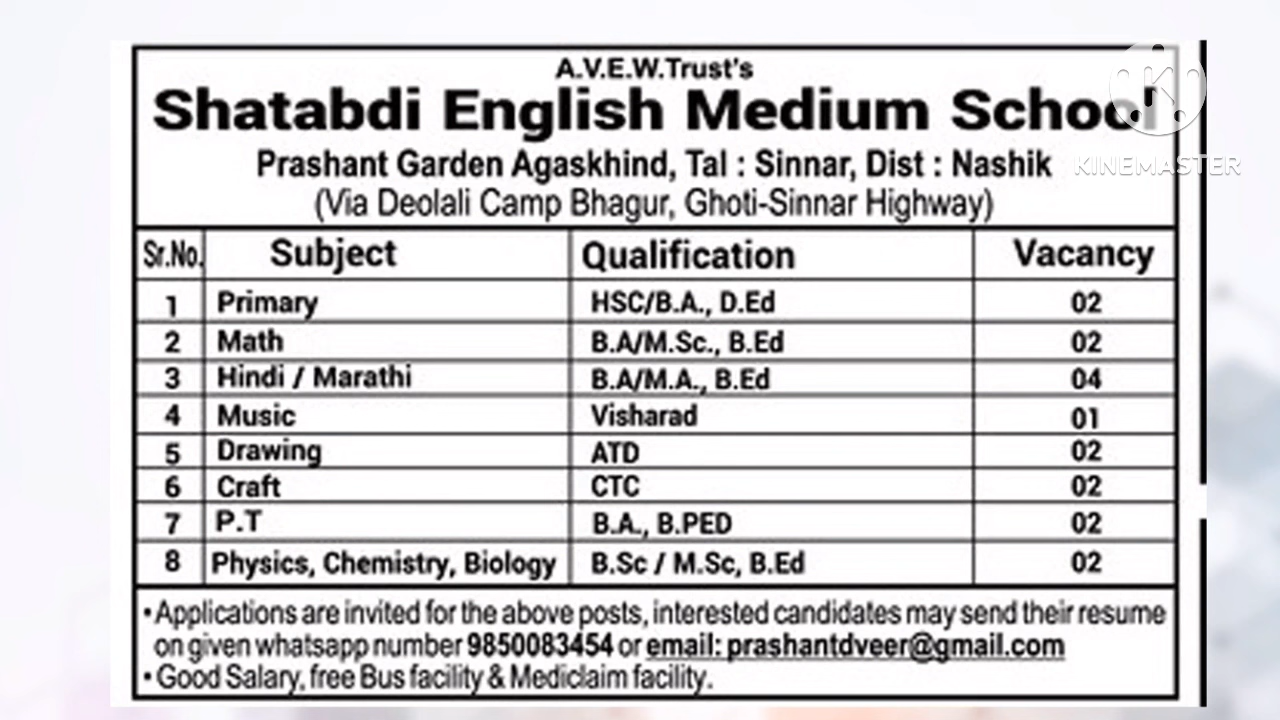 A.V.E.W.Trust's
Shatabdi English Medium School
Prashant Garden Agaskhind, Tal : Sinnar, Dist : Nashik
(Via Deolali Camp Bhagur, Ghoti-Sinnar Highway)
KINEMASTER
Sr.No. Subject Qualification Vacancy
1 Primary HSC/B.A., D.Ed 02
2 Math B.A/M.Sc., B.Ed 02
3 Hindi / Marathi B.A/M.A., B.Ed 04
4 Music Visharad 01
5 Drawing ATD 02
6 Craft CTC 02
7 P.T B.A., B.PED 02
8 Physics, Chemistry, Biology B.Sc / M.Sc, B.Ed 02
•Applications are invited for the above posts, interested candidates may send their resume
on given whatsapp number 9850083454 or email: prashantdveer@gmail.com
•Good Salary, free Bus facility & Mediclaim facility.